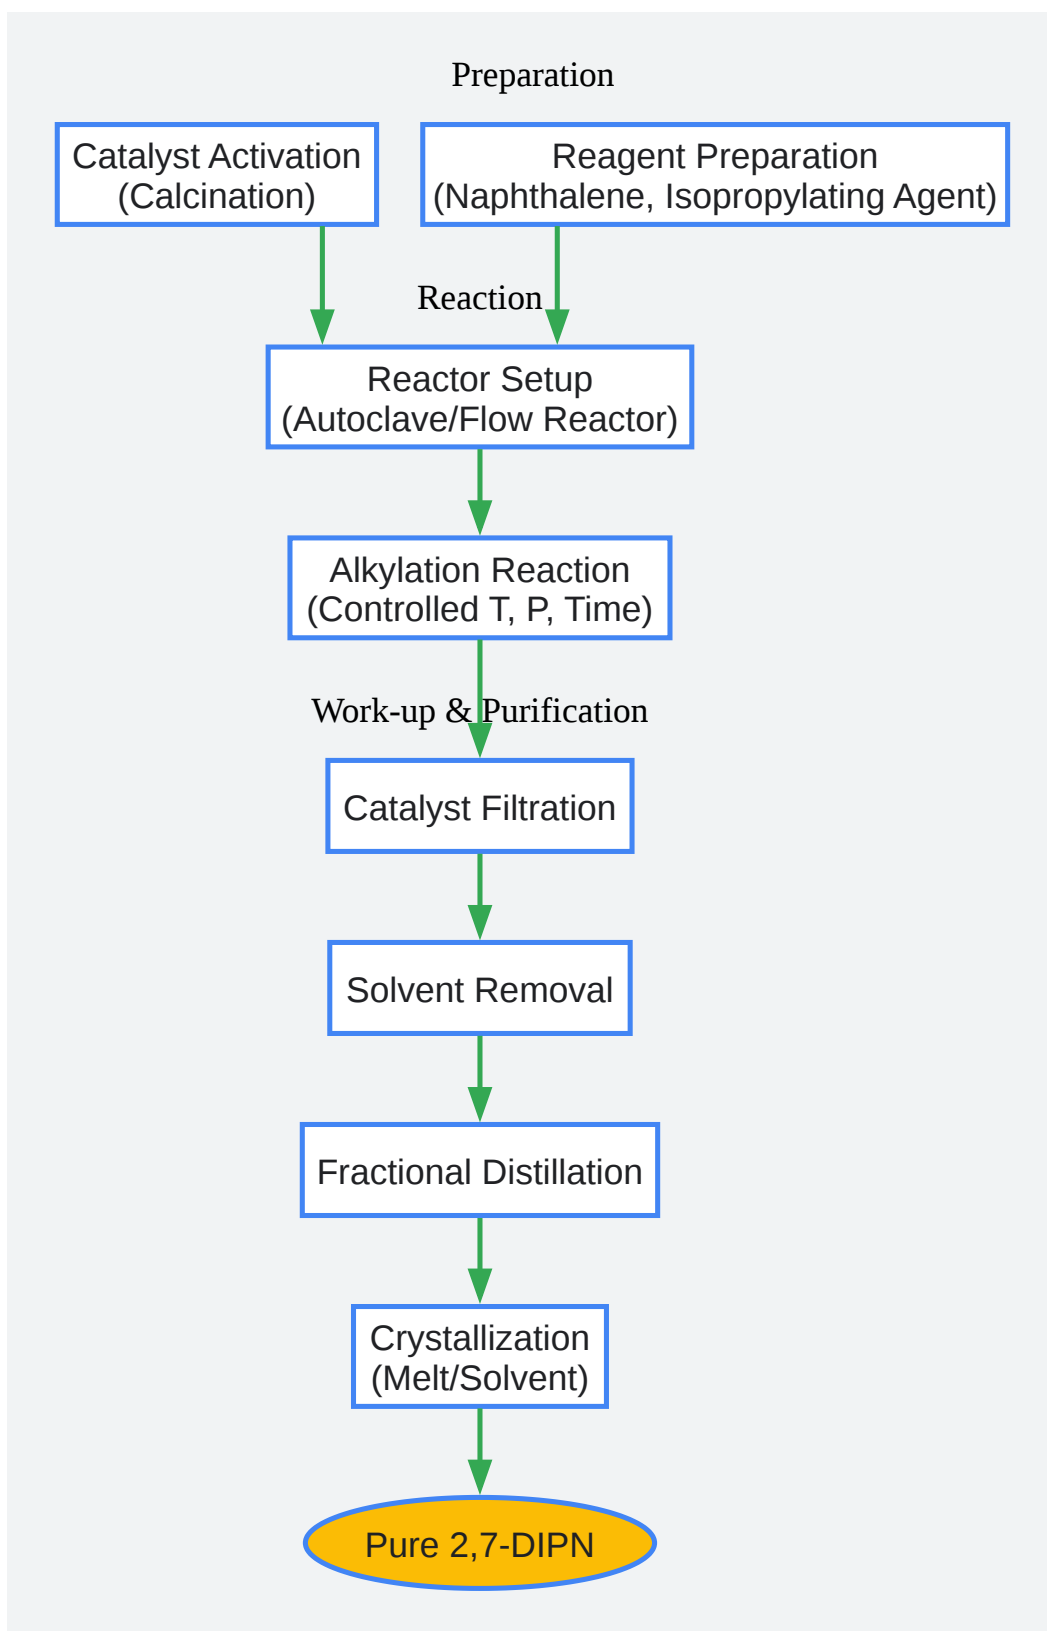 Preparation
Catalyst Activation
(Calcination)
Reagent Preparation
(Naphthalene, Isopropylating Agent)
Reaction
Reactor Setup
(Autoclave/Flow Reactor)
Alkylation Reaction
(Controlled T, P, Time)
Work-up & Purification
Catalyst Filtration
Solvent Removal
Fractional Distillation
Crystallization
(Melt/Solvent)
Pure 2,7-DIPN